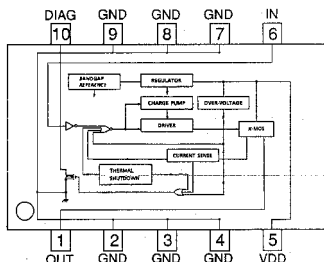 DIAG GND GND GND IN
10 9 8 7 6
BANDGAP REFERENCE
REGULATOR
CHARGE PUMP
OVER-VOLTAGE
DRIVER
N-MOS
CURRENT SENSE
THERMAL SHUTDOWN
1 2 3 4 5
OUT GND GND GND VDD